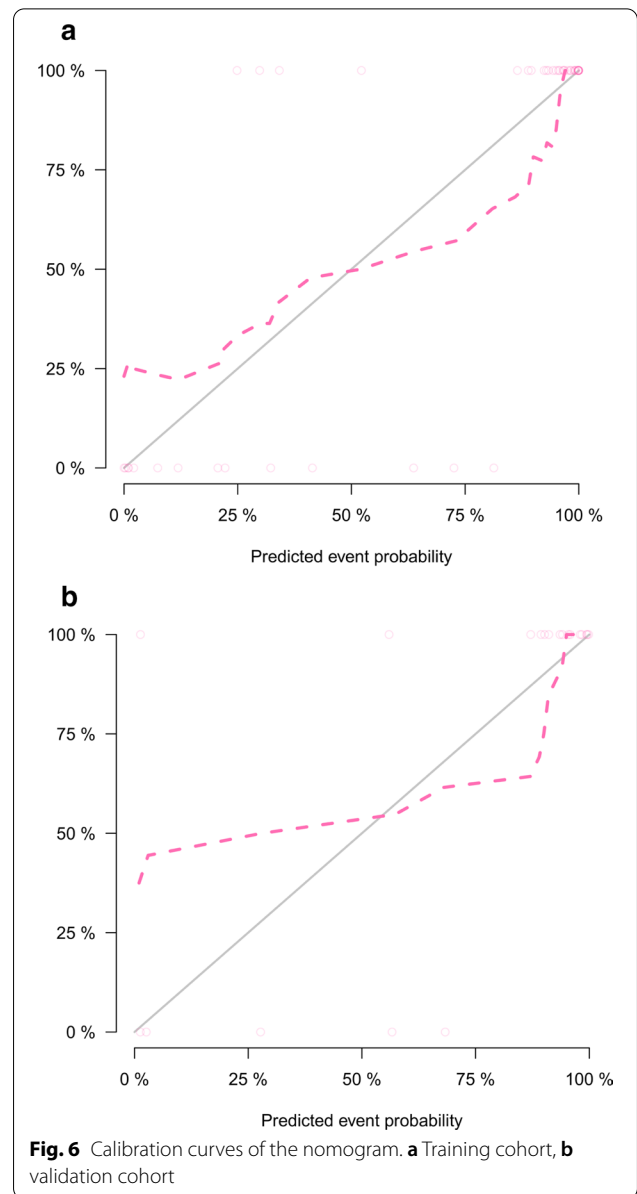 a
100 %
75 %
50 %
25 %
0 %
0 % 25 % 50 % 75 % 100 %
Predicted event probability
b
100 %
75 %
50 %
25 %
0 %
0 % 25 % 50 % 75 % 100 %
Predicted event probability
Fig. 6 Calibration curves of the nomogram. a Training cohort, b
validation cohort